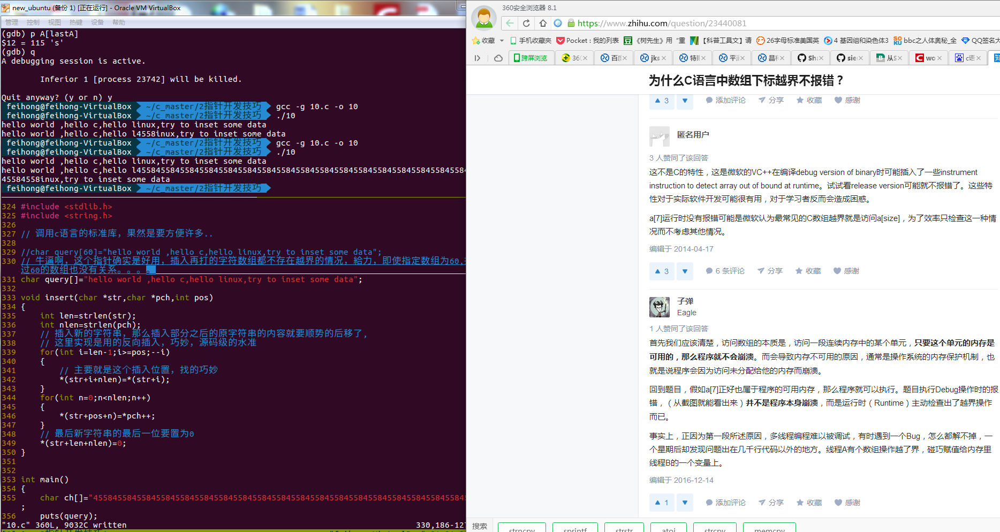 new_ubuntu (备份 1) [正在运行] - Oracle VM VirtualBox
管理 控制 视图 热键 设备 帮助
(gdb) p A[lastA]
$12 = 115 's'
(gdb) q
A debugging session is active.
Inferior 1 [process 23742] will be killed.
Quit anyway? (y or n) y
feihong@feihong-VirtualBox ~/c_master/2指针开发技巧 gcc -g 10.c -o 10
feihong@feihong-VirtualBox ~/c_master/2指针开发技巧 ./10
hello world ,hello c,hello linux,try to inset some data
hello world ,hello c,hello l4558inux,try to inset some data
feihong@feihong-VirtualBox ~/c_master/2指针开发技巧 gcc -g 10.c -o 10
feihong@feihong-VirtualBox ~/c_master/2指针开发技巧 ./10
hello world ,hello c,hello linux,try to inset some data
hello world ,hello c,hello l455845584558455845584558455845584558455845584558455845584558455845584558
45584558inux,try to inset some data
feihong@feihong-VirtualBox ~/c_master/2指针开发技巧
324 #include <stdlib.h>
325 #include <string.h>
326
327 // 调用c语言的标准库，果然是要方便许多..
328
329 //char query[60]="hello world ,hello c,hello linux,try to inset some data";
330 // 牛逼啊，这个指针确实是好用，插入再打的字符数组都不存在越界的情况，給力，即使指定数组为60,
过60的数组也没有关系。。。。
331 char query[]="hello world ,hello c,hello linux,try to inset some data";
332
333 void insert(char *str,char *pch,int pos)
334 {
335 int len=strlen(str);
336 int nlen=strlen(pch);
337 // 插入新的字符串，那么插入部分之后的原字符串的内容就要顺势的后移了，
338 // 这里实现是用的反向插入，巧妙，源码级的水准
339 for(int i=len-1;i>=pos;--i)
340 {
341 // 主要就是这个插入位置，找的巧妙
342 *(str+i+nlen)=*(str+i);
343 }
344 for(int n=0;n<nlen;n++)
345 {
346 *(str+pos+n)=*pch++;
347 }
348 // 最后新字符串的最后一位要置为0
349 *(str+len+nlen)=0;
350 }
351
352
353 int main()
354 {
355 char ch[]="45584558455845584558455845584558455845584558455845584558455845584558455845584558
;
356 puts(query);
"10.c" 360L, 9032C written 330,186-127
360安全浏览器 8.1
https://www.zhihu.com/question/23440081
收藏 手机收藏夹 Pocket : 我的列表 《树先生》用“重 【科普工具文】请 26字母标准美国英 4 基因组和染色体3 bbc之人体奥秘_全 QQ签名大
跨屏浏览 360 百度 jks 特斯 平 晶科 Sha sie 从S wo c语
为什么C语言中数组下标越界不报错？
3 添加评论 分享 收藏 感谢
匿名用户
3 人赞同了该回答
这不是C的特性，这是微软的VC++在编译debug version of binary时可能插入了一些instrument
instruction to detect array out of bound at runtime。试试看release version可能就不报错了。这些特
性对于实际软件开发可能很有用，对于学习者反而会造成困惑。
a[7]运行时没有报错可能是微软认为最常见的C数组越界就是访问a[size]，为了效率只检查这一种情
况而不考虑其他情况。
编辑于 2014-04-17
3 6 条评论 分享 收藏 感谢
子弹
Eagle
1 人赞同了该回答
首先我们应该清楚，访问数组的本质是，访问一段连续内存中的某个单元，只要这个单元的内存是
可用的，那么程序就不会崩溃。而会导致内存不可用的原因，通常是操作系统的内存保护机制，也
就是说程序会因为访问未分配给他的内存而崩溃。
回到题目，假如a[7]正好也属于程序的可用内存，那么程序就可以执行。题目执行Debug操作时的报
错，（从截图就能看出来）并不是程序本身崩溃，而是运行时（Runtime）主动检查出了越界操作
而已。
事实上，正因为第一段所述原因，多线程编程难以被调试，有时遇到一个Bug，怎么都解不掉，一
个星期后却发现问题出在几千行代码以外的地方。线程A有个数组操作越了界，碰巧赋值给内存里
线程B的一个变量上。
编辑于 2016-12-14
1 添加评论 分享 收藏 感谢
搜索 strncpy sprintf strstr atoi strcpy memcpy